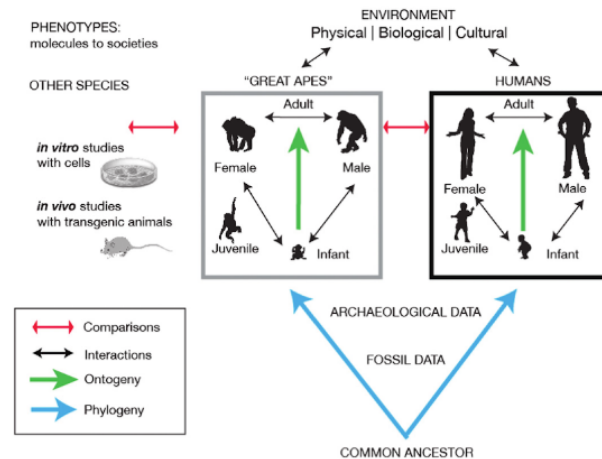 PHENOTYPES:
molecules to societies
ENVIRONMENT
Physical | Biological | Cultural
OTHER SPECIES
"GREAT APES"
HUMANS
in vitro studies
with cells
in vivo studies
with transgenic animals
Adult
Female
Male
Juvenile
Infant
Adult
Female
Male
Juvenile
Infant
Comparisons
Interactions
Ontogeny
Phylogeny
ARCHAEOLOGICAL DATA
FOSSIL DATA
COMMON ANCESTOR